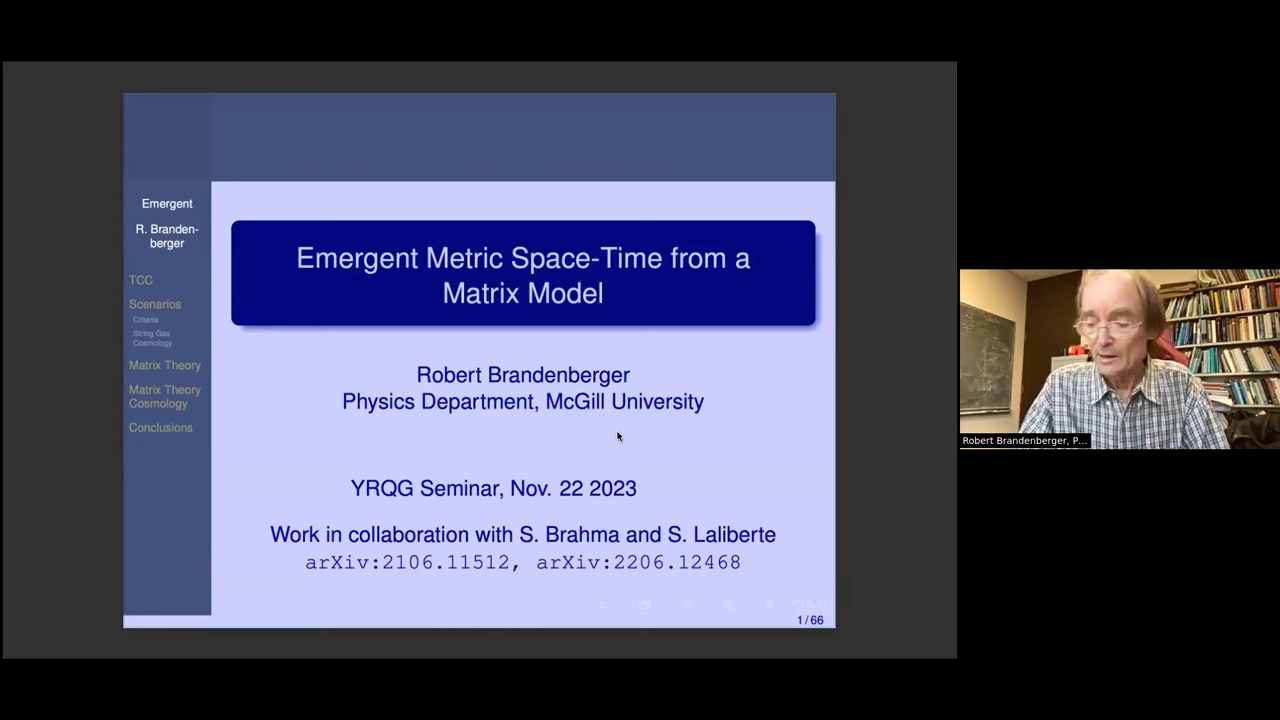 Emergent
R. Branden-
berger
TCC
Scenarios
Criteria
String Gas
Cosmology
Matrix Theory
Matrix Theory
Cosmology
Conclusions
Emergent Metric Space-Time from a
Matrix Model
Robert Brandenberger
Physics Department, McGill University
YRQG Seminar, Nov. 22 2023
Work in collaboration with S. Brahma and S. Laliberte
arXiv:2106.11512, arXiv:2206.12468
1/66
Robert Brandenberger, P...